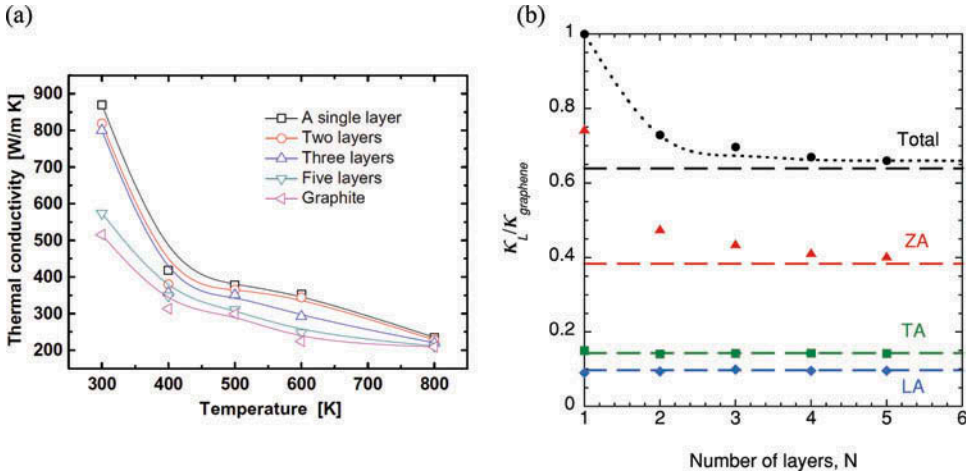 (a)
900
800
700
600
500
400
300
200
Thermal conductivity [W/m K]
A single layer
Two layers
Three layers
Five layers
Graphite
300 400 500 600 700 800
Temperature [K]
(b)
1
0.8
0.6
0.4
0.2
0
κL/κgraphene
Total
ZA
TA
LA
1 2 3 4 5 6
Number of layers, N